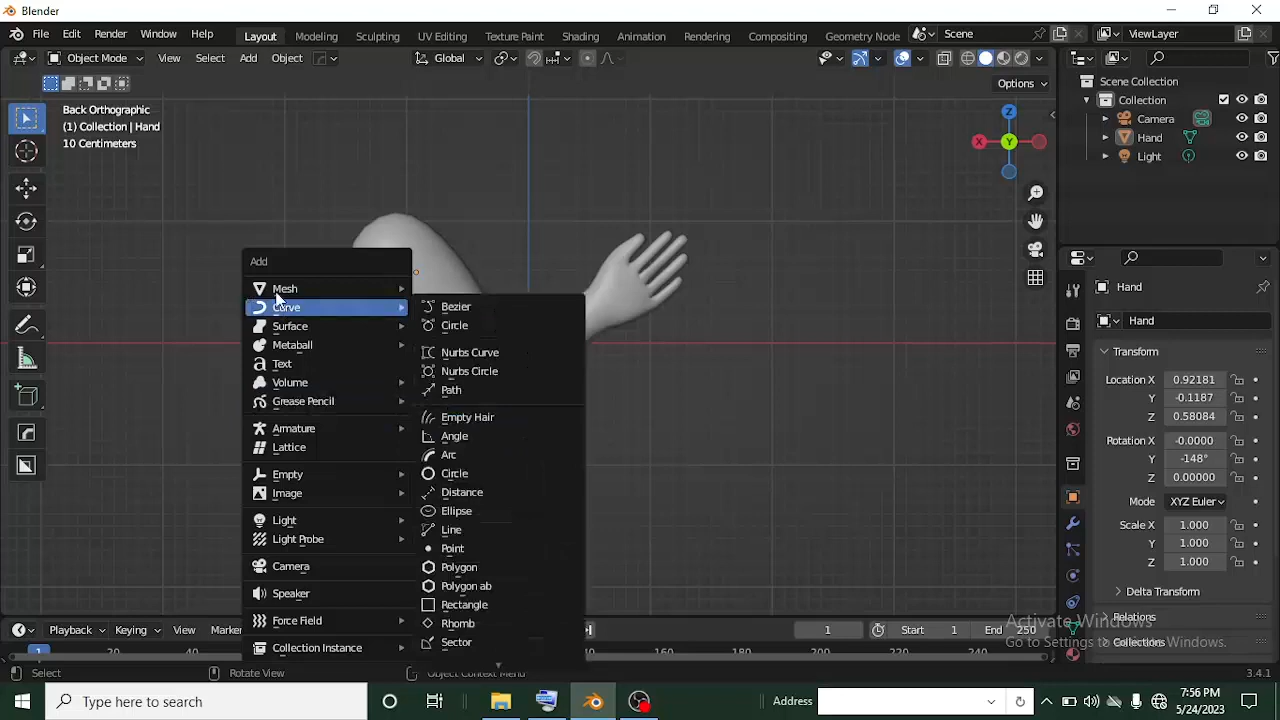 Blender
File Edit Render Window Help
Layout Modeling Sculpting UV Editing Texture Paint Shading Animation Rendering Compositing Geometry Node
Scene
ViewLayer
Object Mode View Select Add Object
Global
Options
Back Orthographic
(1) Collection | Hand
10 Centimeters
Z
X
Y
Scene Collection
Collection
Camera
Hand
Light
Add
Mesh
Curve
Surface
Metaball
Text
Volume
Grease Pencil
Armature
Lattice
Empty
Image
Light
Light Probe
Camera
Speaker
Force Field
Collection Instance
Bezier
Circle
Nurbs Curve
Nurbs Circle
Path
Empty Hair
Angle
Arc
Circle
Distance
Ellipse
Line
Point
Polygon
Polygon ab
Rectangle
Rhomb
Sector
Hand
Hand
Transform
Location X 0.92181
Y -0.1187
Z 0.58084
Rotation X -0.0000
Y -148°
Z 0.00000
Mode XYZ Euler
Scale X 1.000
Y 1.000
Z 1.000
Delta Transform
Relations
Collections
Activate Windows
Go to Settings to activate Windows.
Playback Keying View Marker
1 Start 1 End 250
1 20 160 180 200 220 240
Select Rotate View Object Context Menu 3.4.1
Type here to search
Address
7:56 PM
5/24/2023